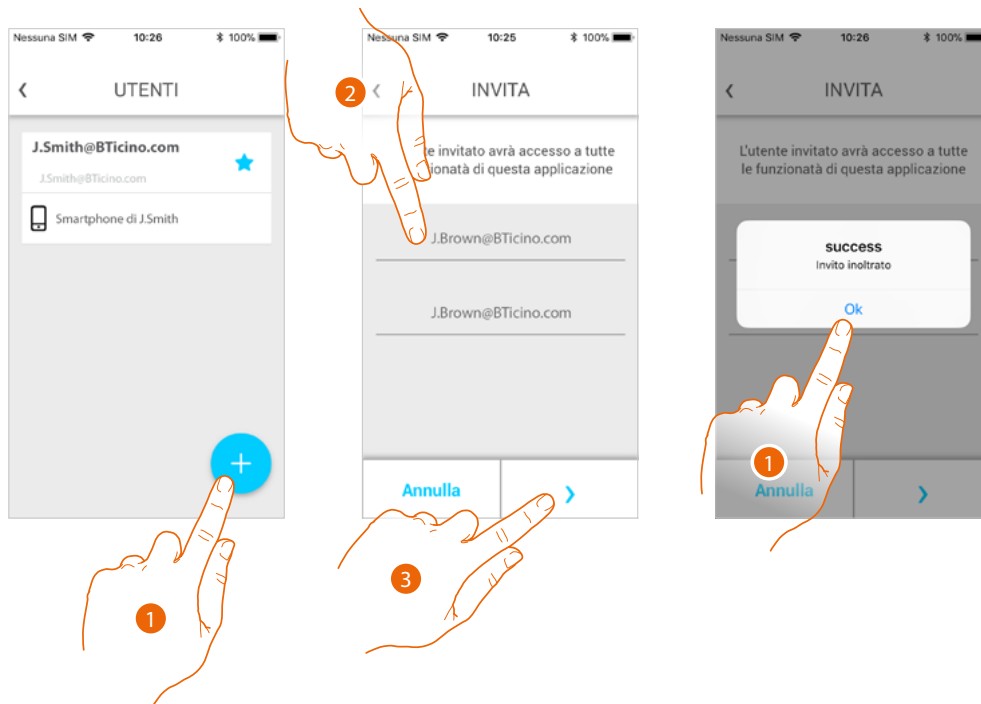 Nessuna SIM 10:26 100%
UTENTI
J.Smith@BTicino.com
J.Smith@BTicino.com
Smartphone di J.Smith
1
Nessuna SIM 10:25 100%
2
INVITA
te invitato avrà accesso a tutte
ionatà di questa applicazione
J.Brown@BTicino.com
J.Brown@BTicino.com
Annulla
3
Nessuna SIM 10:26 100%
INVITA
L'utente invitato avrà accesso a tutte
le funzionatà di questa applicazione
success
Invito inoltrato
Ok
1
Annulla